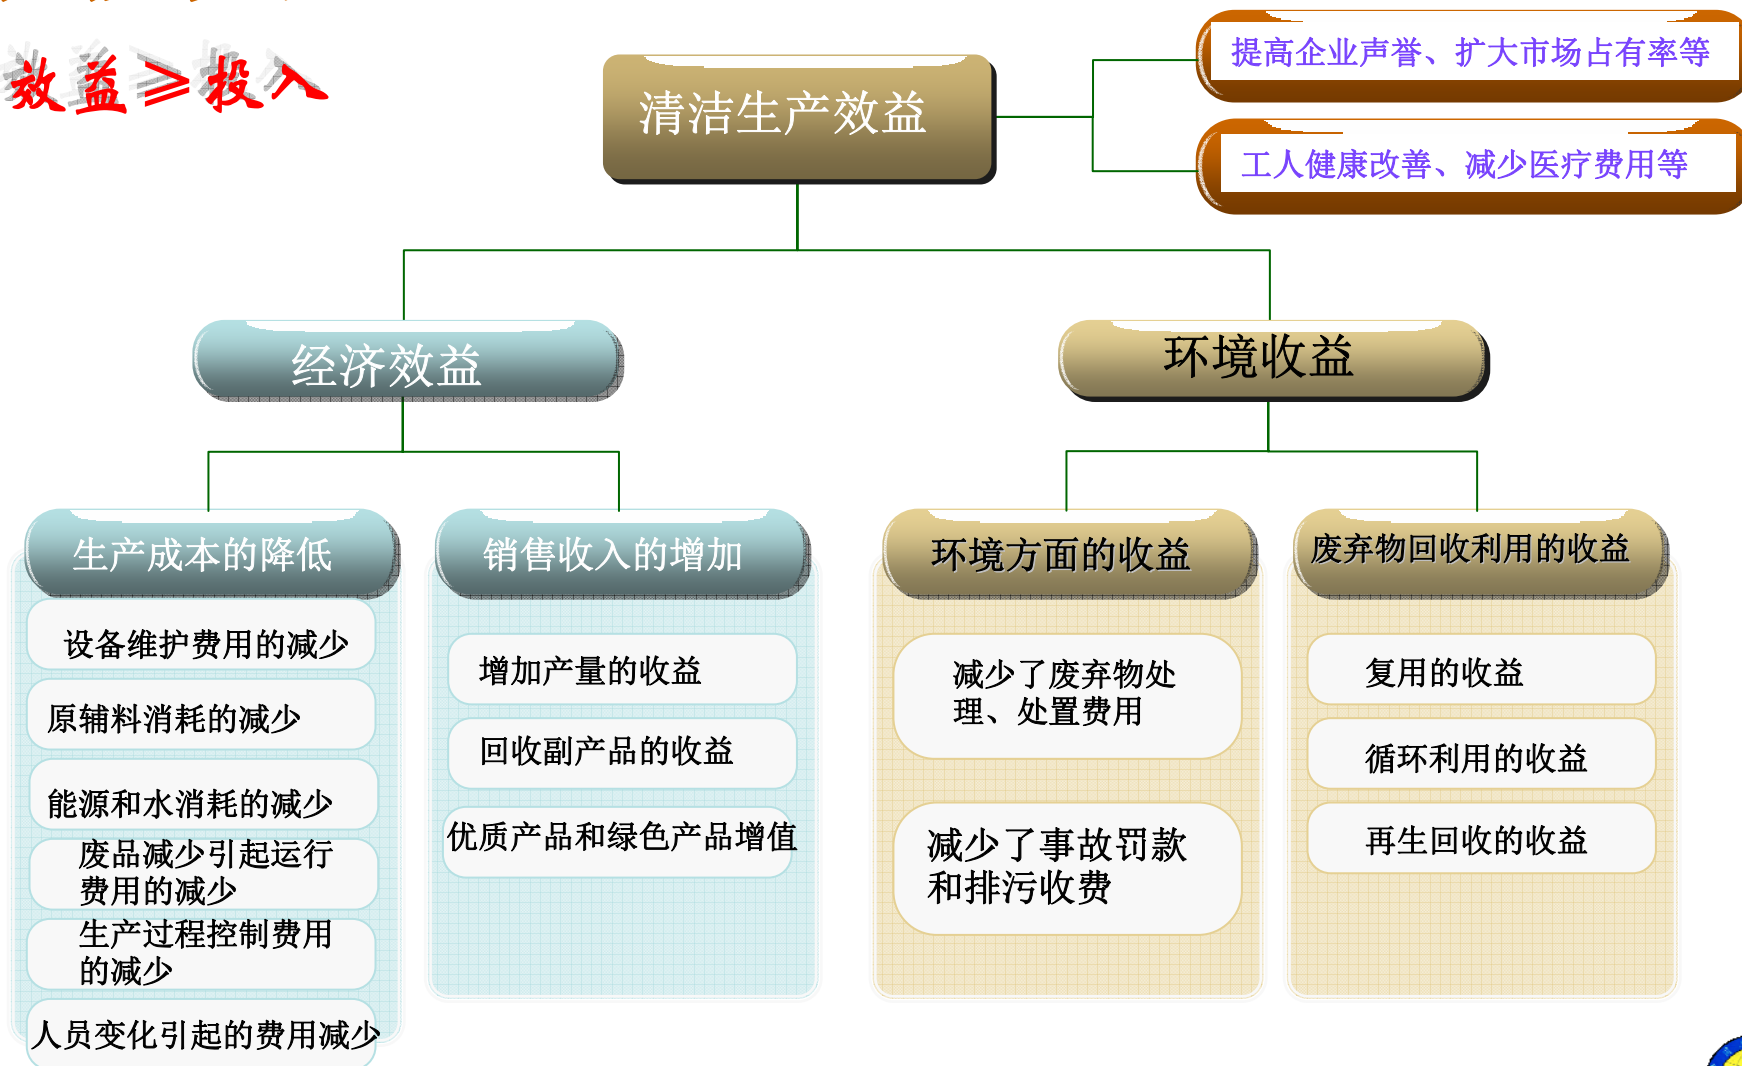 效益≥投入
清洁生产效益
提高企业声誉、扩大市场占有率等
工人健康改善、减少医疗费用等
经济效益
环境收益
生产成本的降低
设备维护费用的减少
原辅料消耗的减少
能源和水消耗的减少
废品减少引起运行
费用的减少
生产过程控制费用
的减少
人员变化引起的费用减少
销售收入的增加
增加产量的收益
回收副产品的收益
优质产品和绿色产品增值
环境方面的收益
减少了废弃物处
理、处置费用
减少了事故罚款
和排污收费
废弃物回收利用的收益
复用的收益
循环利用的收益
再生回收的收益